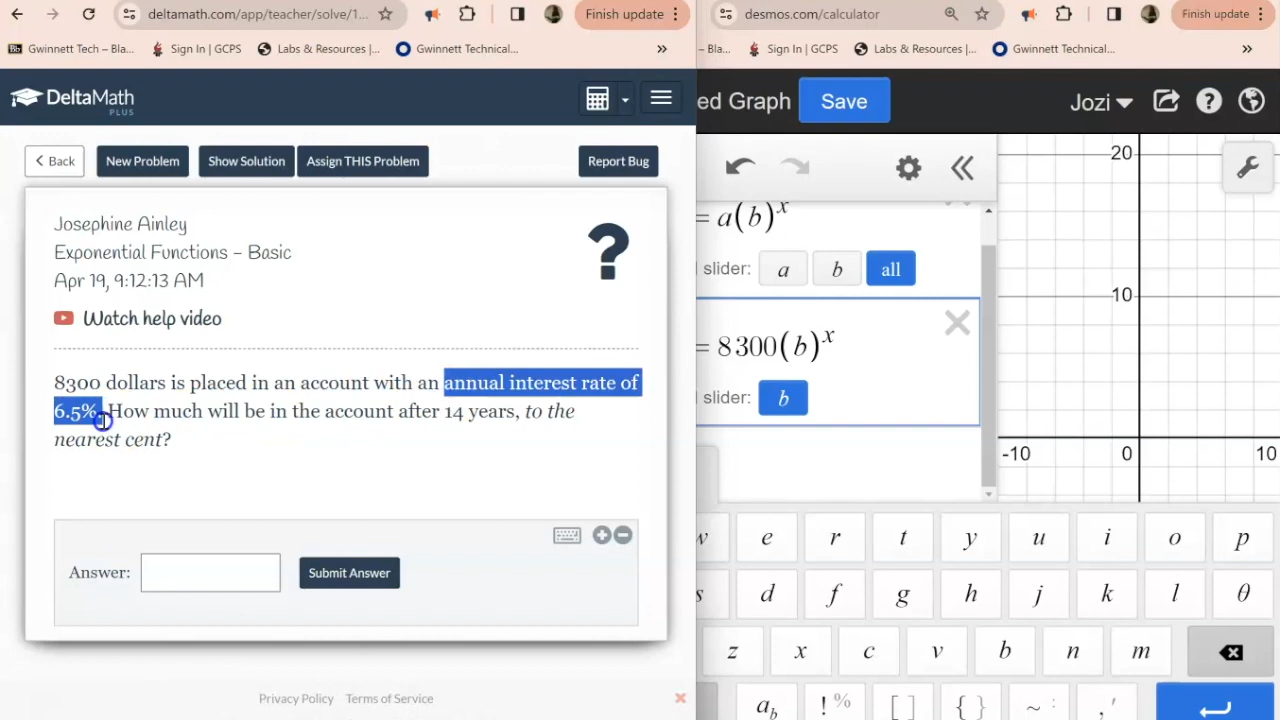 deltamath.com/app/teacher/solve/1...
Finish update
Gwinnett Tech – Bla...
Sign In | GCPS
Labs & Resources |...
Gwinnett Technical...
»
DeltaMath
PLUS
Back
New Problem
Show Solution
Assign THIS Problem
Report Bug
Josephine Ainley
Exponential Functions – Basic
Apr 19, 9:12:13 AM
?
Watch help video
8300 dollars is placed in an account with an annual interest rate of
6.5%. How much will be in the account after 14 years, to the
nearest cent?
Answer:
Submit Answer
Privacy Policy
Terms of Service
desmos.com/calculator
Finish update
– Bla...
Sign In | GCPS
Labs & Resources |...
Gwinnett Technical...
»
ed Graph
Save
Jozi
= a(b)^x
slider: a b all
= 8300(b)^x
slider: b
20
10
-10 0 10
w e r t y u i o p
s d f g h j k l θ
z x c v b n m
a_b ! % [ ] { } ~ : , '